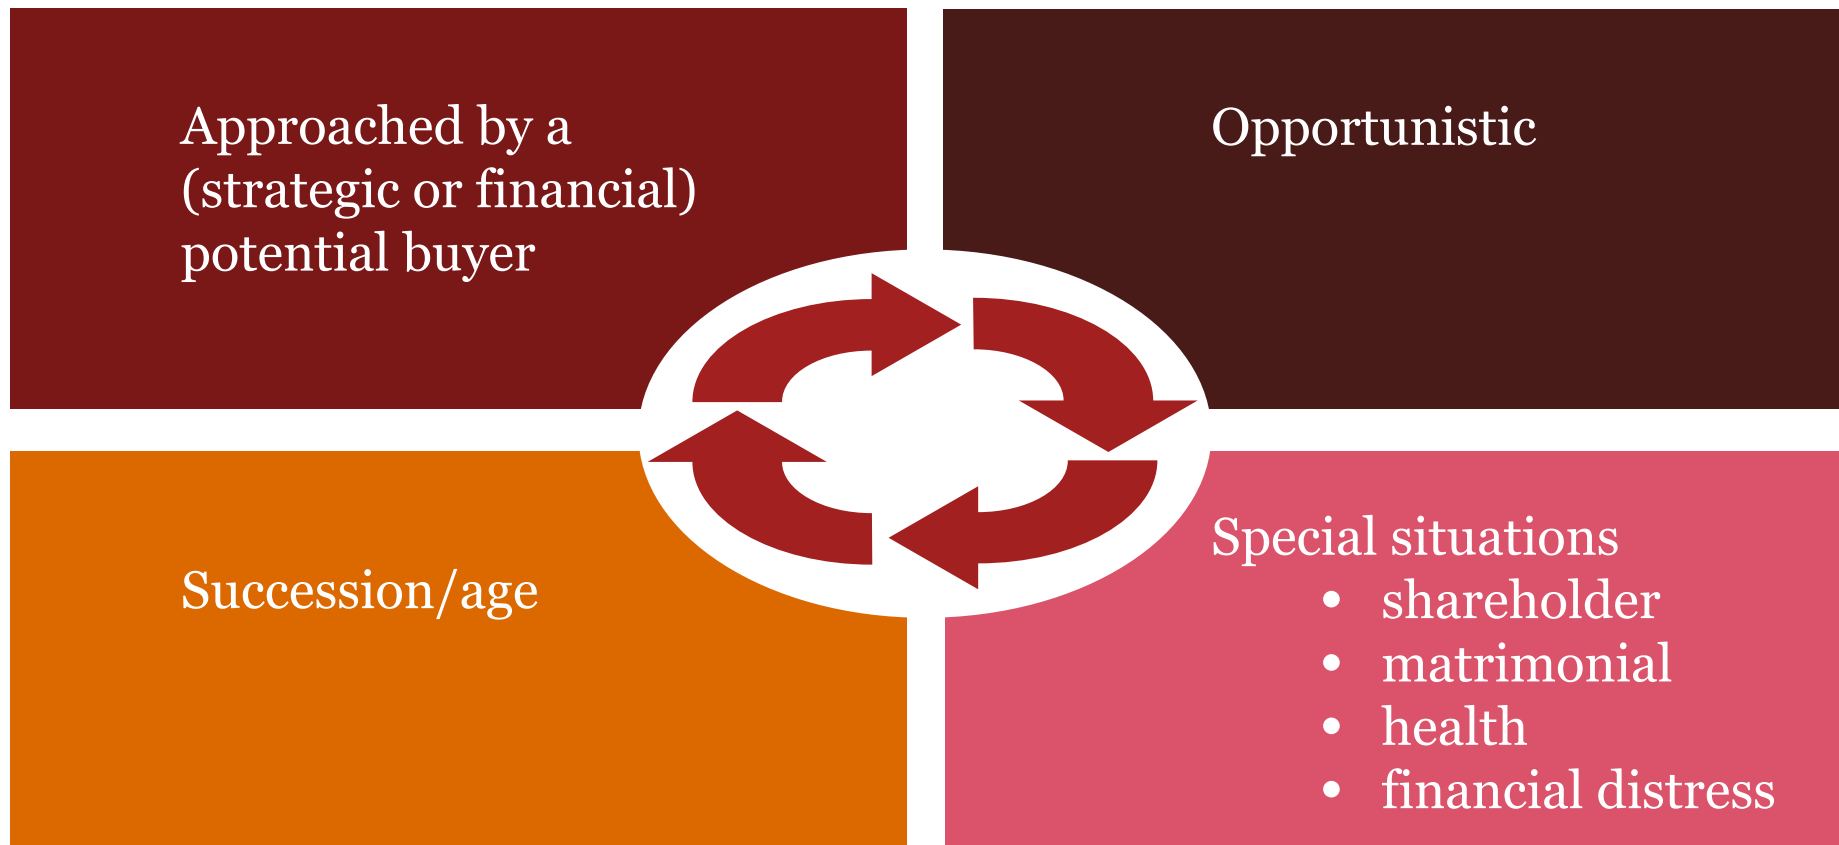 Approached by a
(strategic or financial)
potential buyer
Opportunistic
Succession/age
Special situations
• shareholder
• matrimonial
• health
• financial distress